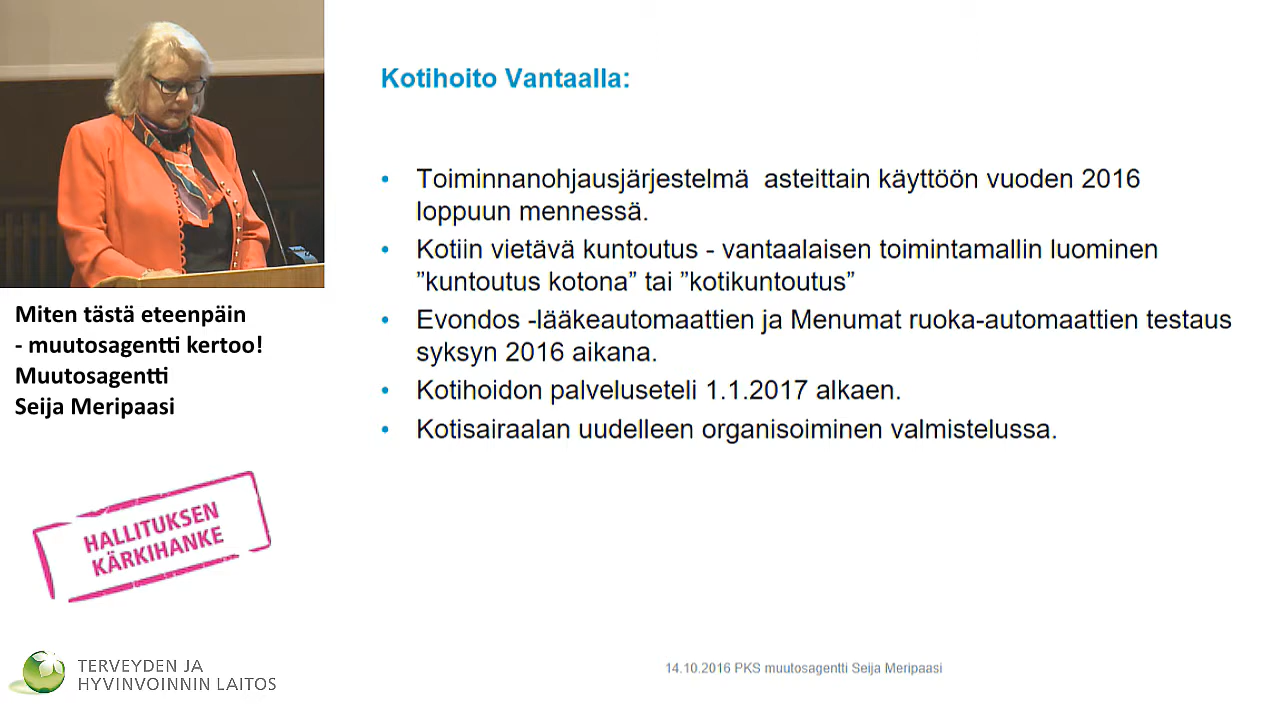 Kotihoito Vantaalla:
• Toiminnanohjausjärjestelmä asteittain käyttöön vuoden 2016
loppuun mennessä.
• Kotiin vietävä kuntoutus - vantaalaisen toimintamallin luominen
”kuntoutus kotona” tai ”kotikuntoutus”
• Evondos -lääkeautomaattien ja Menumat ruoka-automaattien testaus
syksyn 2016 aikana.
• Kotihoidon palveluseteli 1.1.2017 alkaen.
• Kotisairaalan uudelleen organisoiminen valmistelussa.
Miten tästä eteenpäin
- muutosagentti kertoo!
Muutosagentti
Seija Meripaasi
HALLITUKSEN
KÄRKIHANKE
TERVEYDEN JA
HYVINVOINNIN LAITOS
14.10.2016 PKS muutosagentti Seija Meripaasi